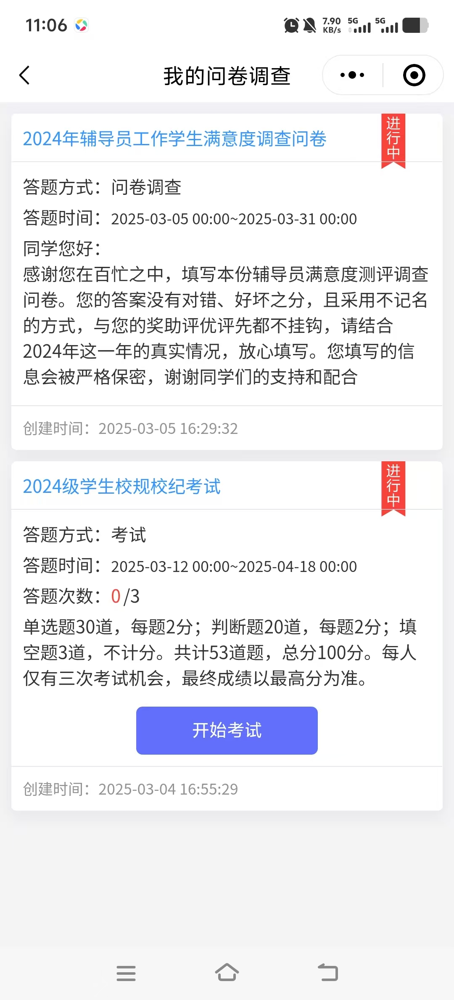 11:06
7.90 KB/s 5G 5G
我的问卷调查
2024年辅导员工作学生满意度调查问卷
进行中
答题方式：问卷调查
答题时间：2025-03-05 00:00~2025-03-31 00:00
同学您好：
感谢您在百忙之中，填写本份辅导员满意度测评调查
问卷。您的答案没有对错、好坏之分，且采用不记名
的方式，与您的奖助评优评先都不挂钩，请结合
2024年这一年的真实情况，放心填写。您填写的信
息会被严格保密，谢谢同学们的支持和配合
创建时间：2025-03-05 16:29:32
2024级学生校规校纪考试
进行中
答题方式：考试
答题时间：2025-03-12 00:00~2025-04-18 00:00
答题次数：0 /3
单选题30道，每题2分；判断题20道，每题2分；填
空题3道，不计分。共计53道题，总分100分。每人
仅有三次考试机会，最终成绩以最高分为准。
开始考试
创建时间：2025-03-04 16:55:29